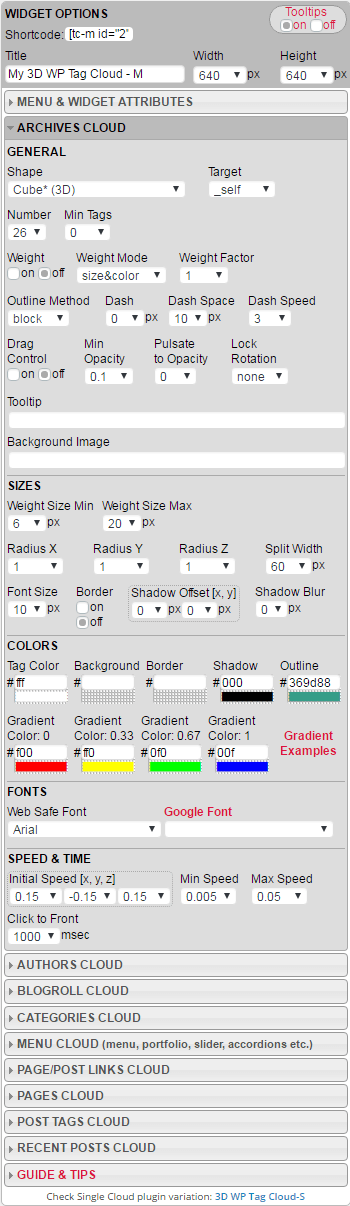 WIDGET OPTIONS
Tooltips
on off
Shortcode: [tc-m id="2"
Title Width Height
My 3D WP Tag Cloud - M 640 px 640 px
MENU & WIDGET ATTRIBUTES
ARCHIVES CLOUD
GENERAL
Shape Target
Cube* (3D) _self
Number Min Tags
26 0
Weight Weight Mode Weight Factor
on off size&color 1
Outline Method Dash Dash Space Dash Speed
block 0 px 10 px 3
Drag Min Pulsate Lock
Control Opacity to Opacity Rotation
on off 0.1 0 none
Tooltip
Background Image
SIZES
Weight Size Min Weight Size Max
6 px 20 px
Radius X Radius Y Radius Z Split Width
1 1 1 60 px
Font Size Border Shadow Offset [x, y] Shadow Blur
10 px on off 0 px 0 px 0 px
COLORS
Tag Color Background Border Shadow Outline
# fff # # # 000 # 369d88
Gradient Gradient Gradient Gradient Gradient
Color: 0 Color: 0.33 Color: 0.67 Color: 1 Examples
# f00 # ff0 # 0f0 # 00f
FONTS
Web Safe Font Google Font
Arial
SPEED & TIME
Initial Speed [x, y, z] Min Speed Max Speed
0.15 -0.15 0.15 0.005 0.05
Click to Front
1000 msec
AUTHORS CLOUD
BLOGROLL CLOUD
CATEGORIES CLOUD
MENU CLOUD (menu, portfolio, slider, accordions etc.)
PAGE/POST LINKS CLOUD
PAGES CLOUD
POST TAGS CLOUD
RECENT POSTS CLOUD
GUIDE & TIPS
Check Single Cloud plugin variation: 3D WP Tag Cloud-S